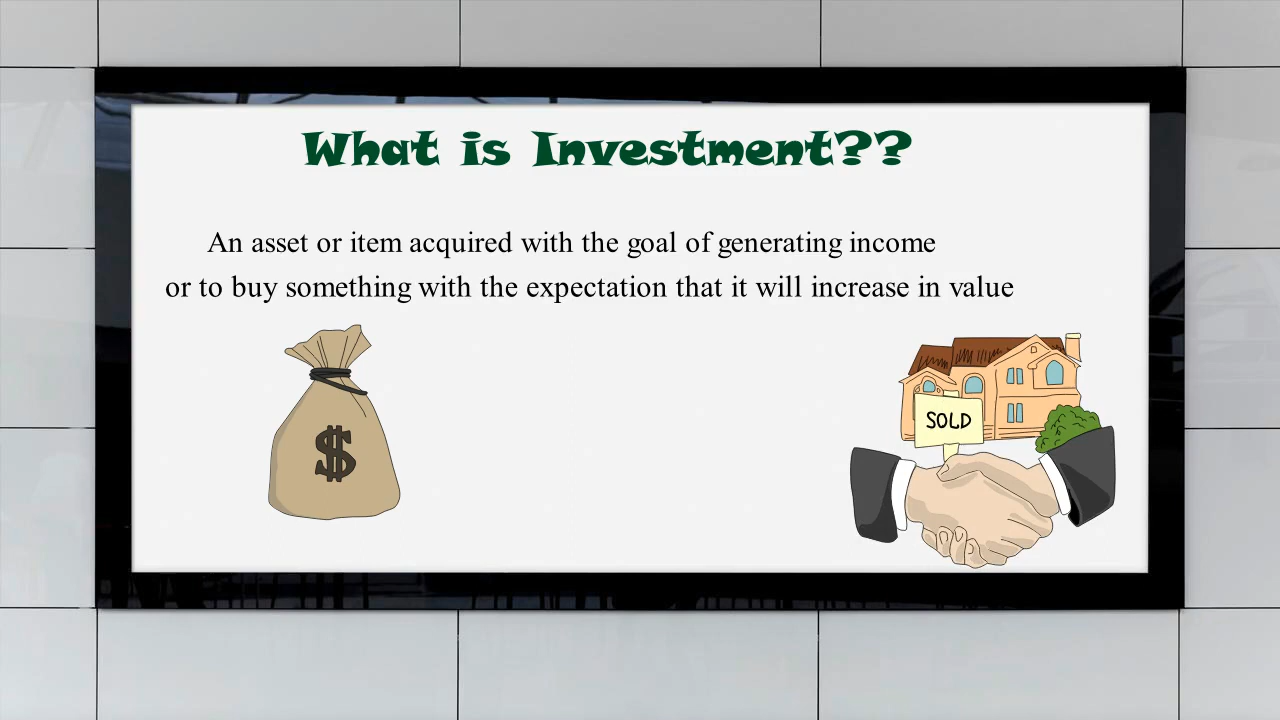 What is Investment??
An asset or item acquired with the goal of generating income
or to buy something with the expectation that it will increase in value
$
SOLD